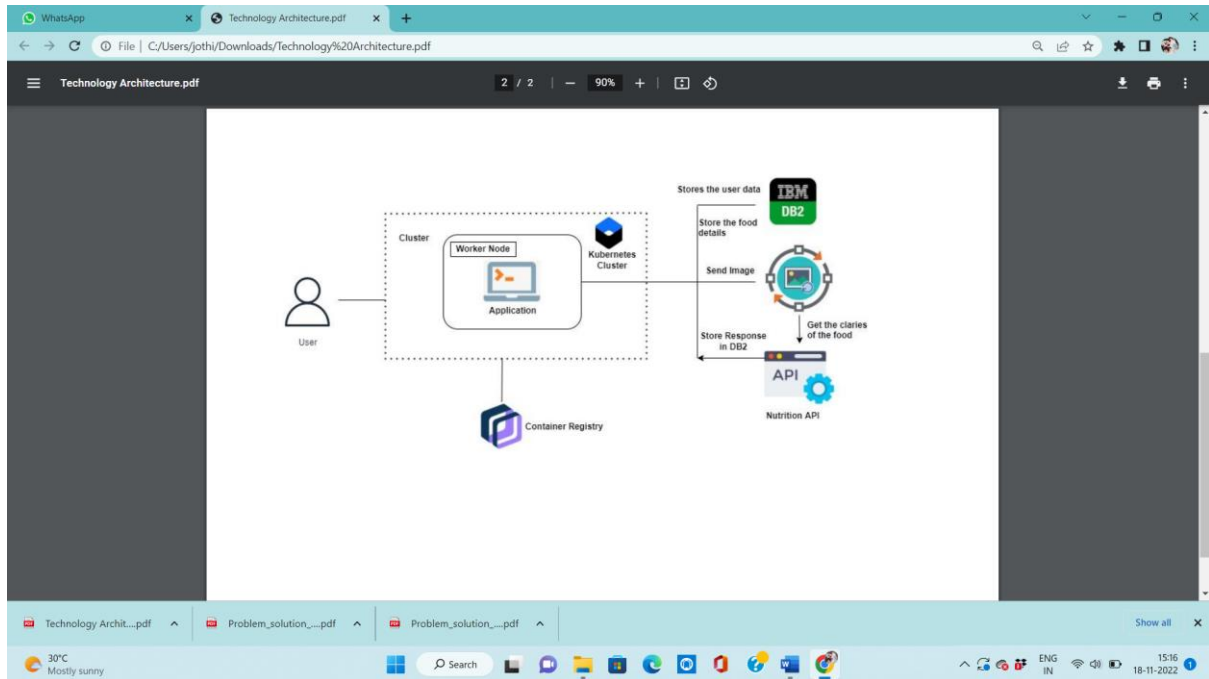 WhatsApp
Technology Architecture.pdf
File | C:/Users/jothi/Downloads/Technology%20Architecture.pdf
Technology Architecture.pdf
2 / 2
90%
Stores the user data
IBM
DB2
Store the food
details
Cluster
Worker Node
Kubernetes
Cluster
Send Image
Application
User
Get the claries
of the food
Store Response
in DB2
API
Nutrition API
Container Registry
Technology Archit....pdf
Problem_solution_....pdf
Problem_solution_....pdf
Show all
30°C
Mostly sunny
Search
ENG
IN
15:16
18-11-2022
1